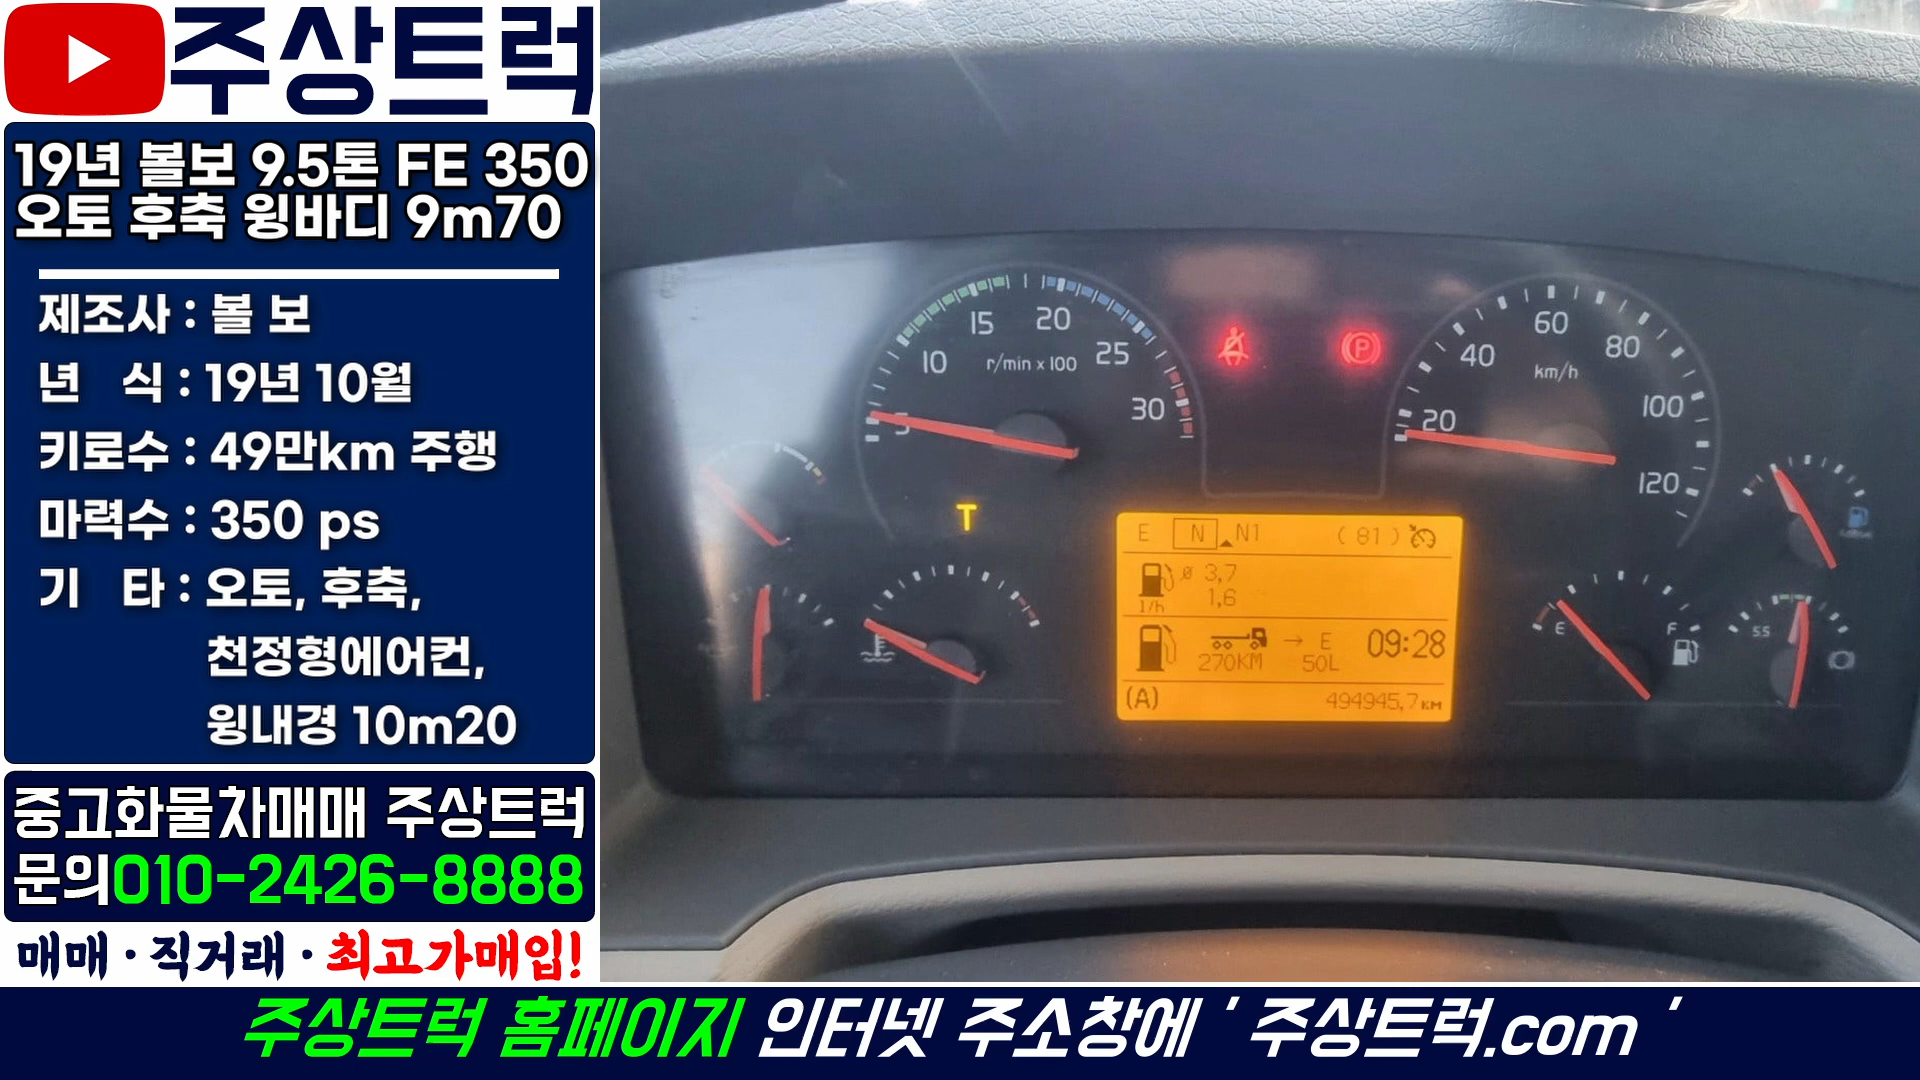 주상트럭
19년 볼보 9.5톤 FE 350
오토 후축 윙바디 9m70
제조사 : 볼 보
년 식 : 19년 10월
키로수 : 49만km 주행
마력수 : 350 ps
기 타 : 오토, 후축,
천정형에어컨,
윙내경 10m20
중고화물차매매 주상트럭
문의010-2426-8888
매매 · 직거래 · 최고가매입!
5 10 15 20 25 30
r/min x 100
T
P
20 40 60 80 100 120
km/h
E N N1 (81)
ø 3,7
l/h 1,6
→ E 09:28
270KM 50L
(A) 494945,7KM
E F
SS
주상트럭 홈페이지 인터넷 주소창에 ' 주상트럭.com '